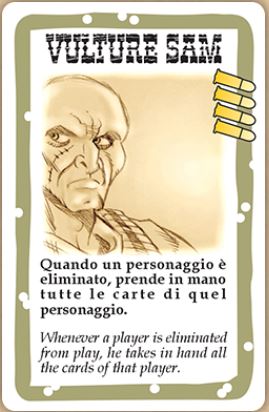 VULTURE SAM
Quando un personaggio è
eliminato, prende in mano
tutte le carte di quel
personaggio.
Whenever a player is eliminated
from play, he takes in hand all
the cards of that player.